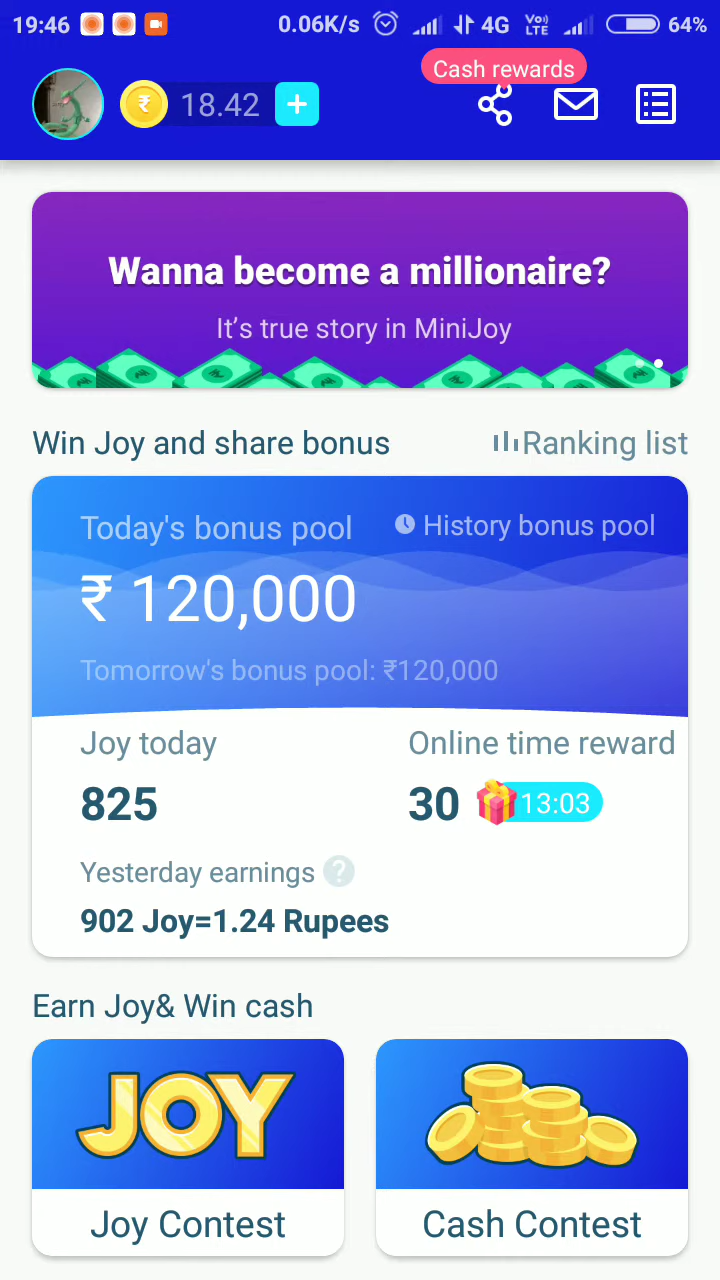 19:46 0.06K/s 4G Vo) LTE 64%
Cash rewards
₹ 18.42 +
Wanna become a millionaire?
It's true story in MiniJoy
Win Joy and share bonus Ranking list
Today's bonus pool History bonus pool
₹ 120,000
Tomorrow's bonus pool: ₹120,000
Joy today Online time reward
825 30 13:03
Yesterday earnings ?
902 Joy=1.24 Rupees
Earn Joy& Win cash
JOY
Joy Contest Cash Contest